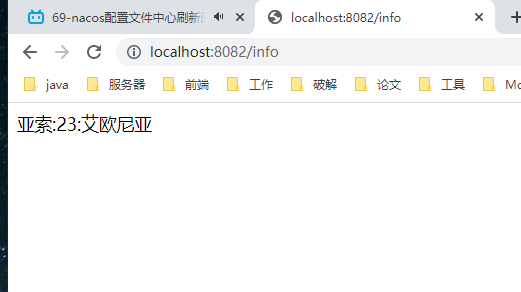 69-nacos配置文件中心刷新
localhost:8082/info
localhost:8082/info
java
服务器
前端
工作
破解
论文
工具
亚索:23:艾欧尼亚